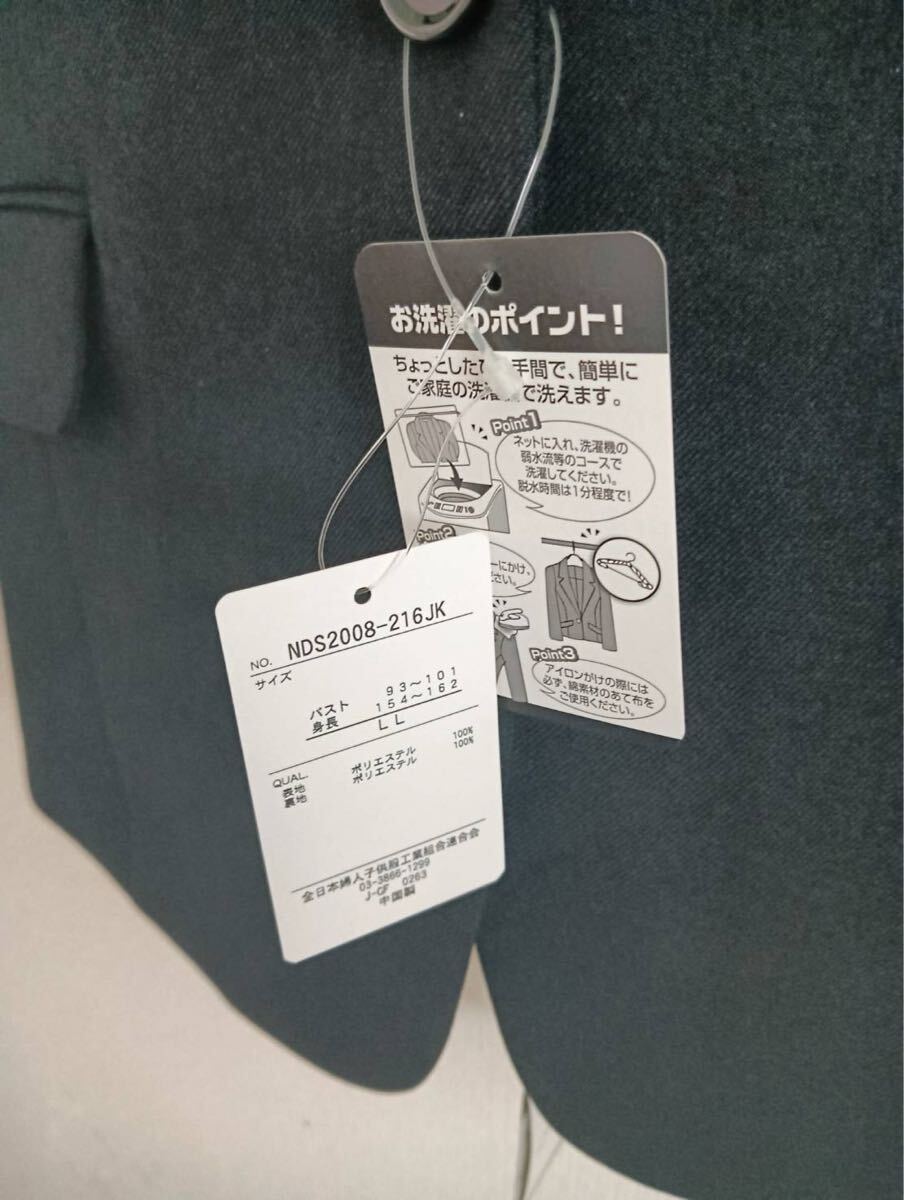 お洗濯のポイント!
ちょっとしたひ 手間で、簡単に
ご家庭の洗濯 で洗えます。
Point1
ネットに入れ、洗濯機の
弱水流等のコースで
洗濯してください。
脱水時間は1分程度で!
Point2
ーにかけ、
ださい。
Point3
アイロンがけの際には
必ず、綿素材のあて布を
ご使用ください。
NO. NDS2008-216JK
サイズ
バスト 93~101
身長 154~162
LL
QUAL.
表地 ポリエステル 100%
裏地 ポリエステル 100%
全日本婦人子供服工業組合連合会
03-3866-1299
J-CF 0263
中国製